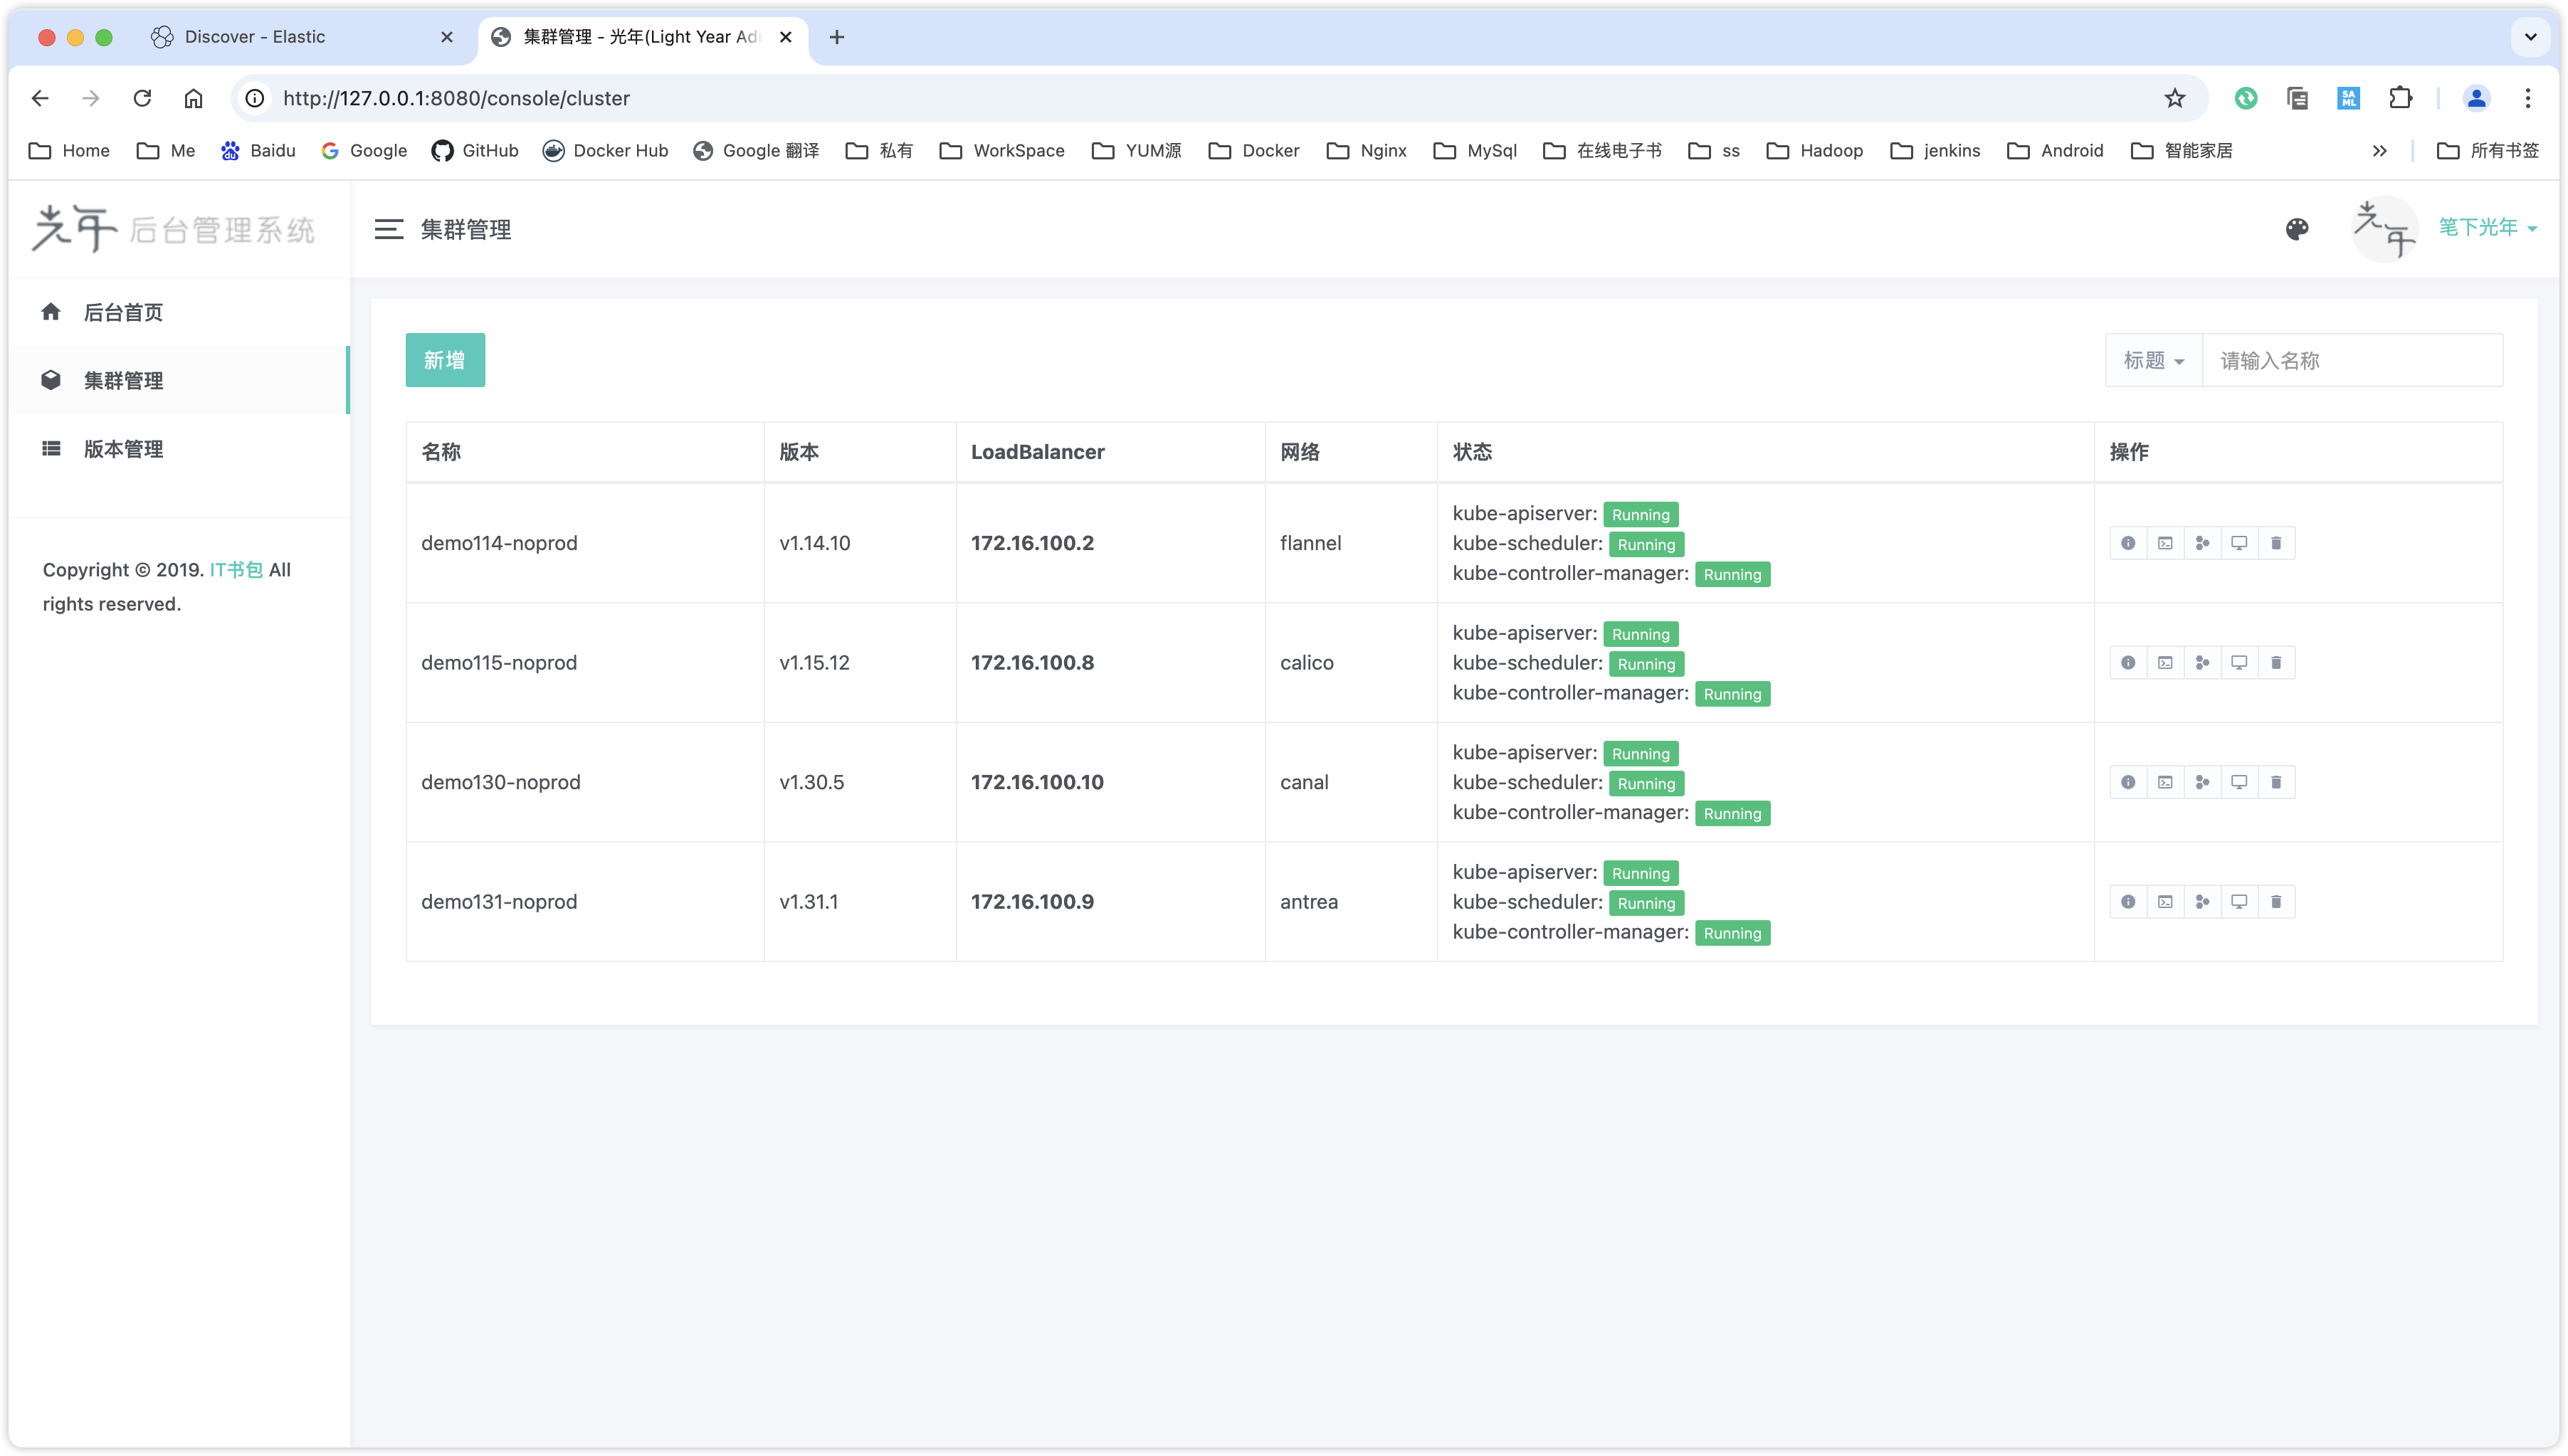 Discover - Elastic
集群管理 - 光年(Light Year Ad
http://127.0.0.1:8080/console/cluster
SA
ML
Home
Me
Baidu
Google
GitHub
Docker Hub
Google 翻译
私有
WorkSpace
YUM源
Docker
Nginx
MySql
在线电子书
ss
Hadoop
jenkins
Android
智能家居
所有书签
光年 后台管理系统
集群管理
光年
笔下光年
后台首页
集群管理
版本管理
Copyright © 2019. IT书包 All
rights reserved.
新增
标题
请输入名称
名称 版本 LoadBalancer 网络 状态 操作
demo114-noprod v1.14.10 172.16.100.2 flannel
kube-apiserver: Running
kube-scheduler: Running
kube-controller-manager: Running
demo115-noprod v1.15.12 172.16.100.8 calico
kube-apiserver: Running
kube-scheduler: Running
kube-controller-manager: Running
demo130-noprod v1.30.5 172.16.100.10 canal
kube-apiserver: Running
kube-scheduler: Running
kube-controller-manager: Running
demo131-noprod v1.31.1 172.16.100.9 antrea
kube-apiserver: Running
kube-scheduler: Running
kube-controller-manager: Running